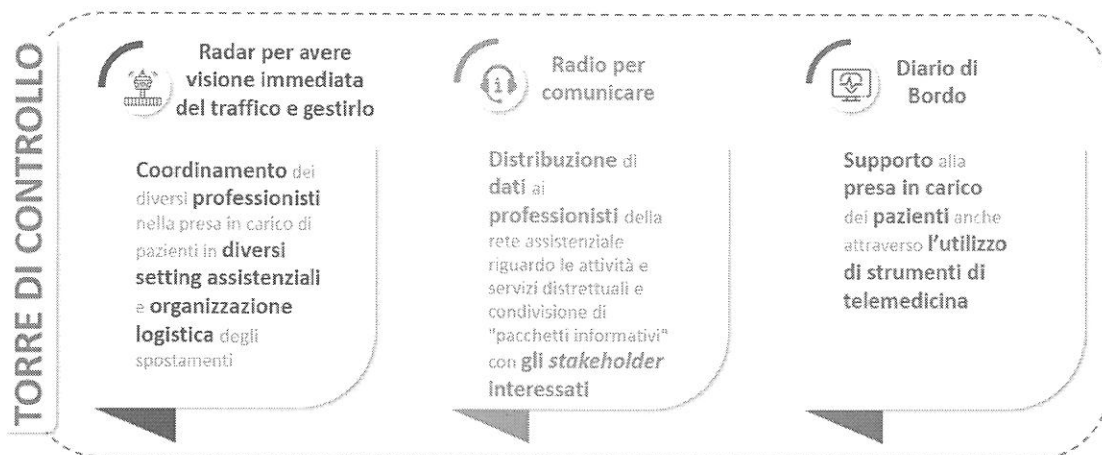 TORRE DI CONTROLLO
Radar per avere
visione immediata
del traffico e gestirlo
Coordinamento dei
diversi professionisti
nella presa in carico di
pazienti in diversi
setting assistenziali
e organizzazione
logistica degli
spostamenti
Radio per
comunicare
Distribuzione di
dati ai
professionisti della
rete assistenziale
riguardo le attività e
servizi distrettuali e
condivisione di
"pacchetti informativi"
con gli stakeholder
interessati
Diario di
Bordo
Supporto alla
presa in carico
dei pazienti anche
attraverso l'utilizzo
di strumenti di
telemedicina